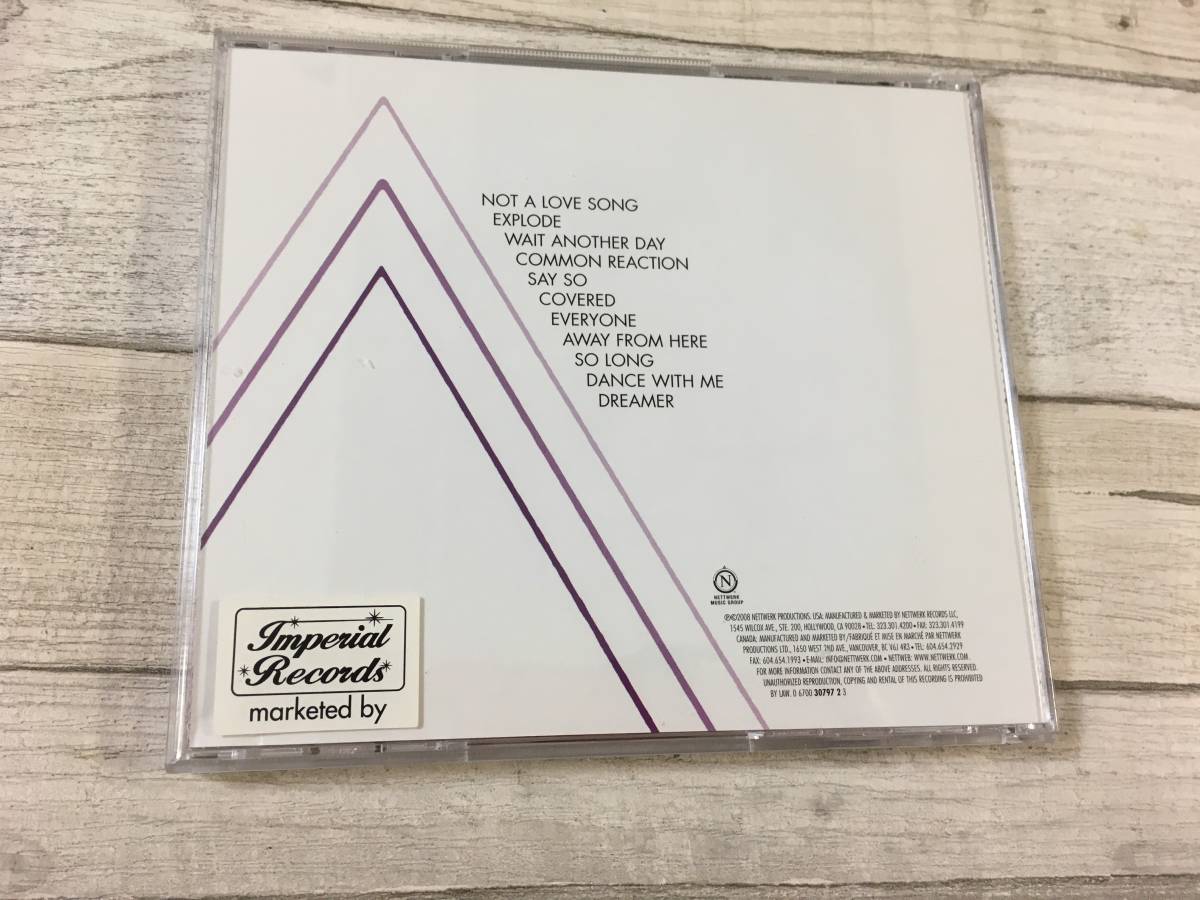 NOT A LOVE SONG
EXPLODE
WAIT ANOTHER DAY
COMMON REACTION
SAY SO
COVERED
EVERYONE
AWAY FROM HERE
SO LONG
DANCE WITH ME
DREAMER
N
NETTWERK
MUSIC GROUP
℗©2008 NETTWERK PRODUCTIONS. USA: MANUFACTURED & MARKETED BY NETTWERK RECORDS LLC,
1545 WILCOX AVE, STE. 200, HOLLYWOOD, CA 90028 • TEL: 323.301.4200 • FAX: 323.301.4199
CANADA: MANUFACTURED AND MARKETED BY/FABRIQUÉ ET MISE EN MARCHÉ PAR NETTWERK
PRODUCTIONS LTD., 1650 WEST 2ND AVE., VANCOUVER, BC V6J 4R3 • TEL: 604.654.2929
FAX: 604.654.1993 • E-MAIL: INFO@NETTWERK.COM • NETTWEB: WWW.NETTWERK.COM.
FOR MORE INFORMATION CONTACT ANY OF THE ABOVE ADDRESSES. ALL RIGHTS RESERVED.
UNAUTHORIZED REPRODUCTION, COPYING AND RENTAL OF THIS RECORDING IS PROHIBITED
BY LAW. 0 6700 30797 2 3
Imperial
Records
marketed by